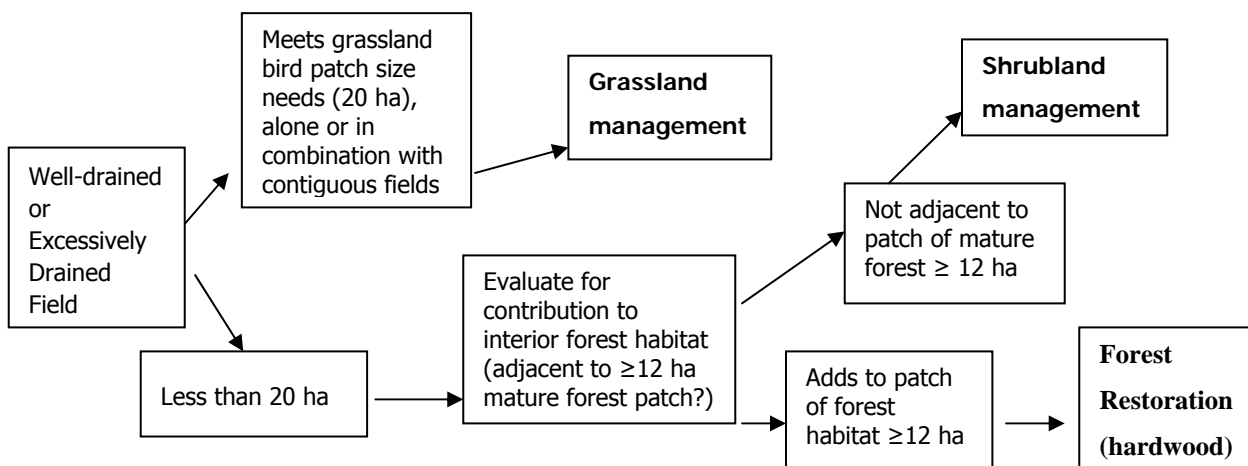 Well-drained
or
Excessively
Drained
Field
Meets grassland
bird patch size
needs (20 ha),
alone or in
combination with
contiguous fields
Grassland
management
Less than 20 ha
Evaluate for
contribution to
interior forest habitat
(adjacent to ≥12 ha
mature forest patch?)
Not adjacent to
patch of mature
forest ≥ 12 ha
Shrubland
management
Adds to patch
of forest
habitat ≥12 ha
Forest
Restoration
(hardwood)